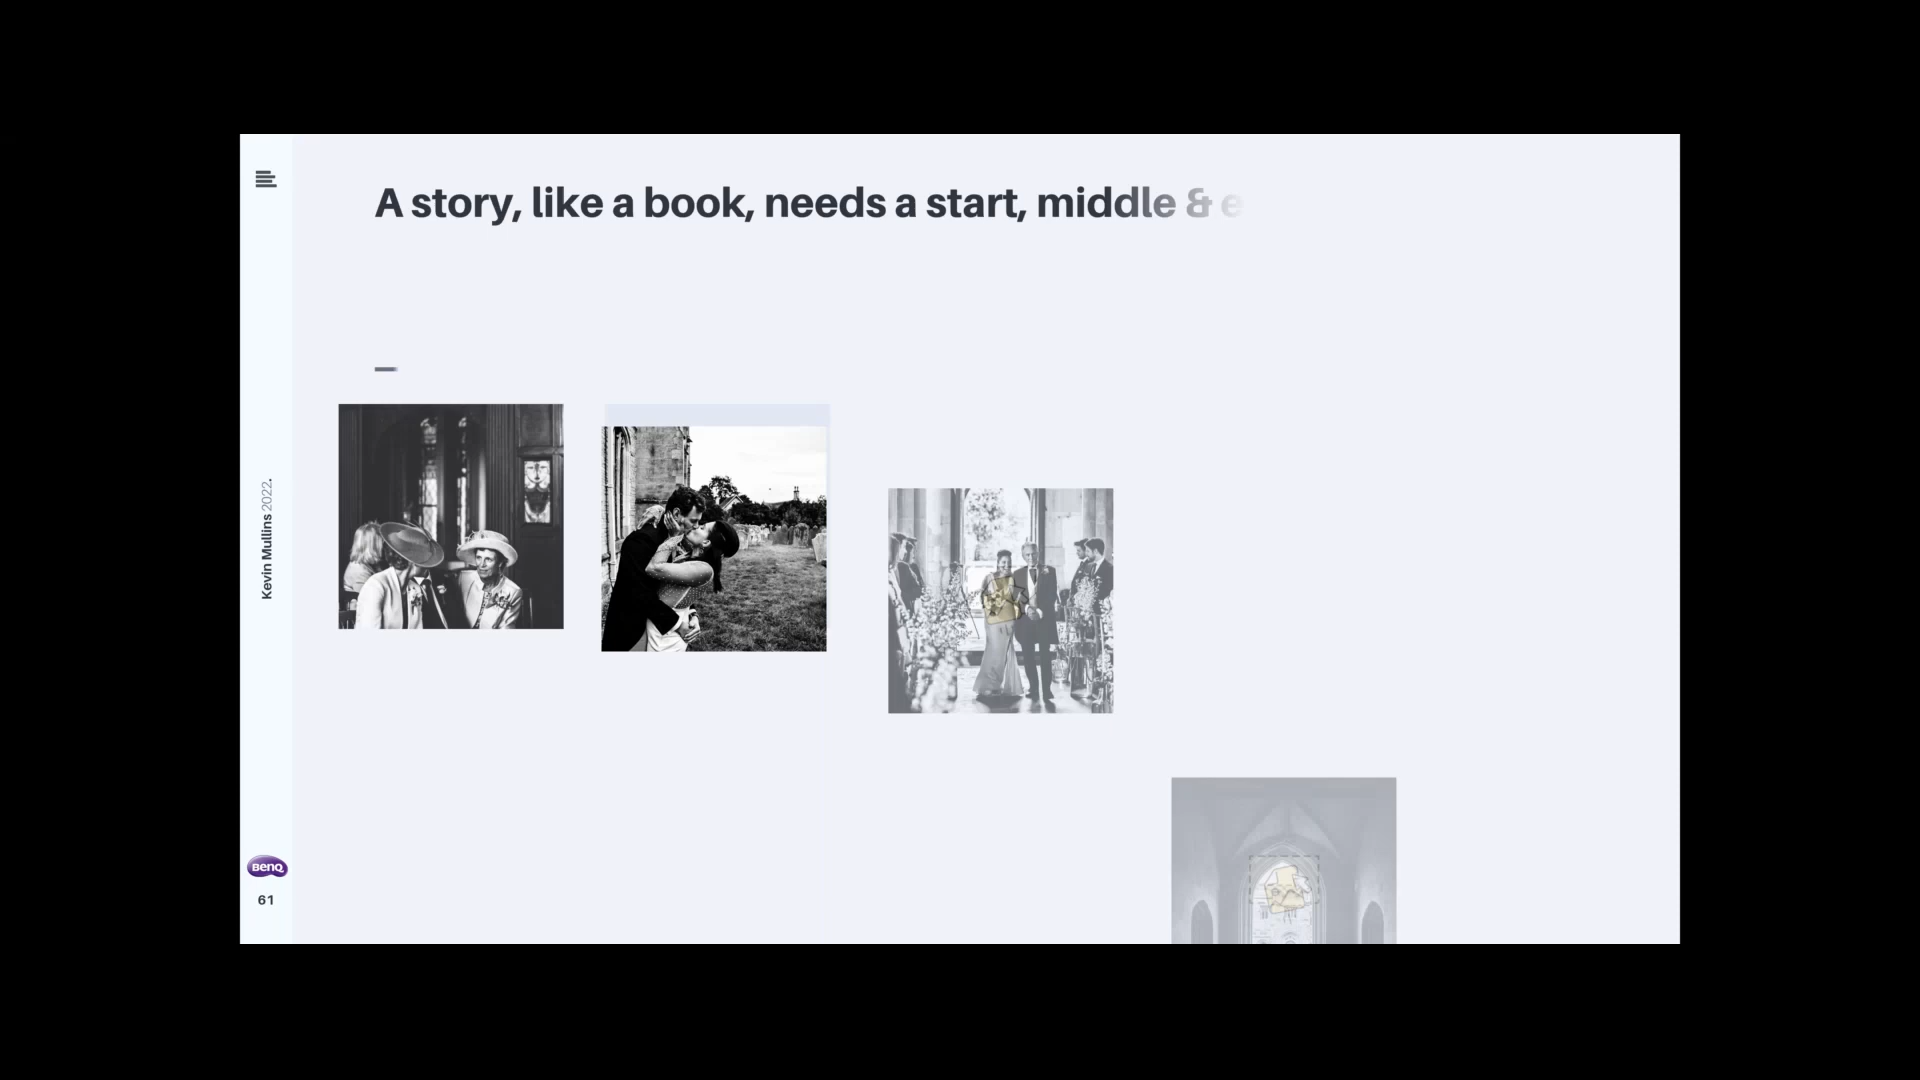 A story, like a book, needs a start, middle &
Kevin Mullins 2022.
BenQ
61